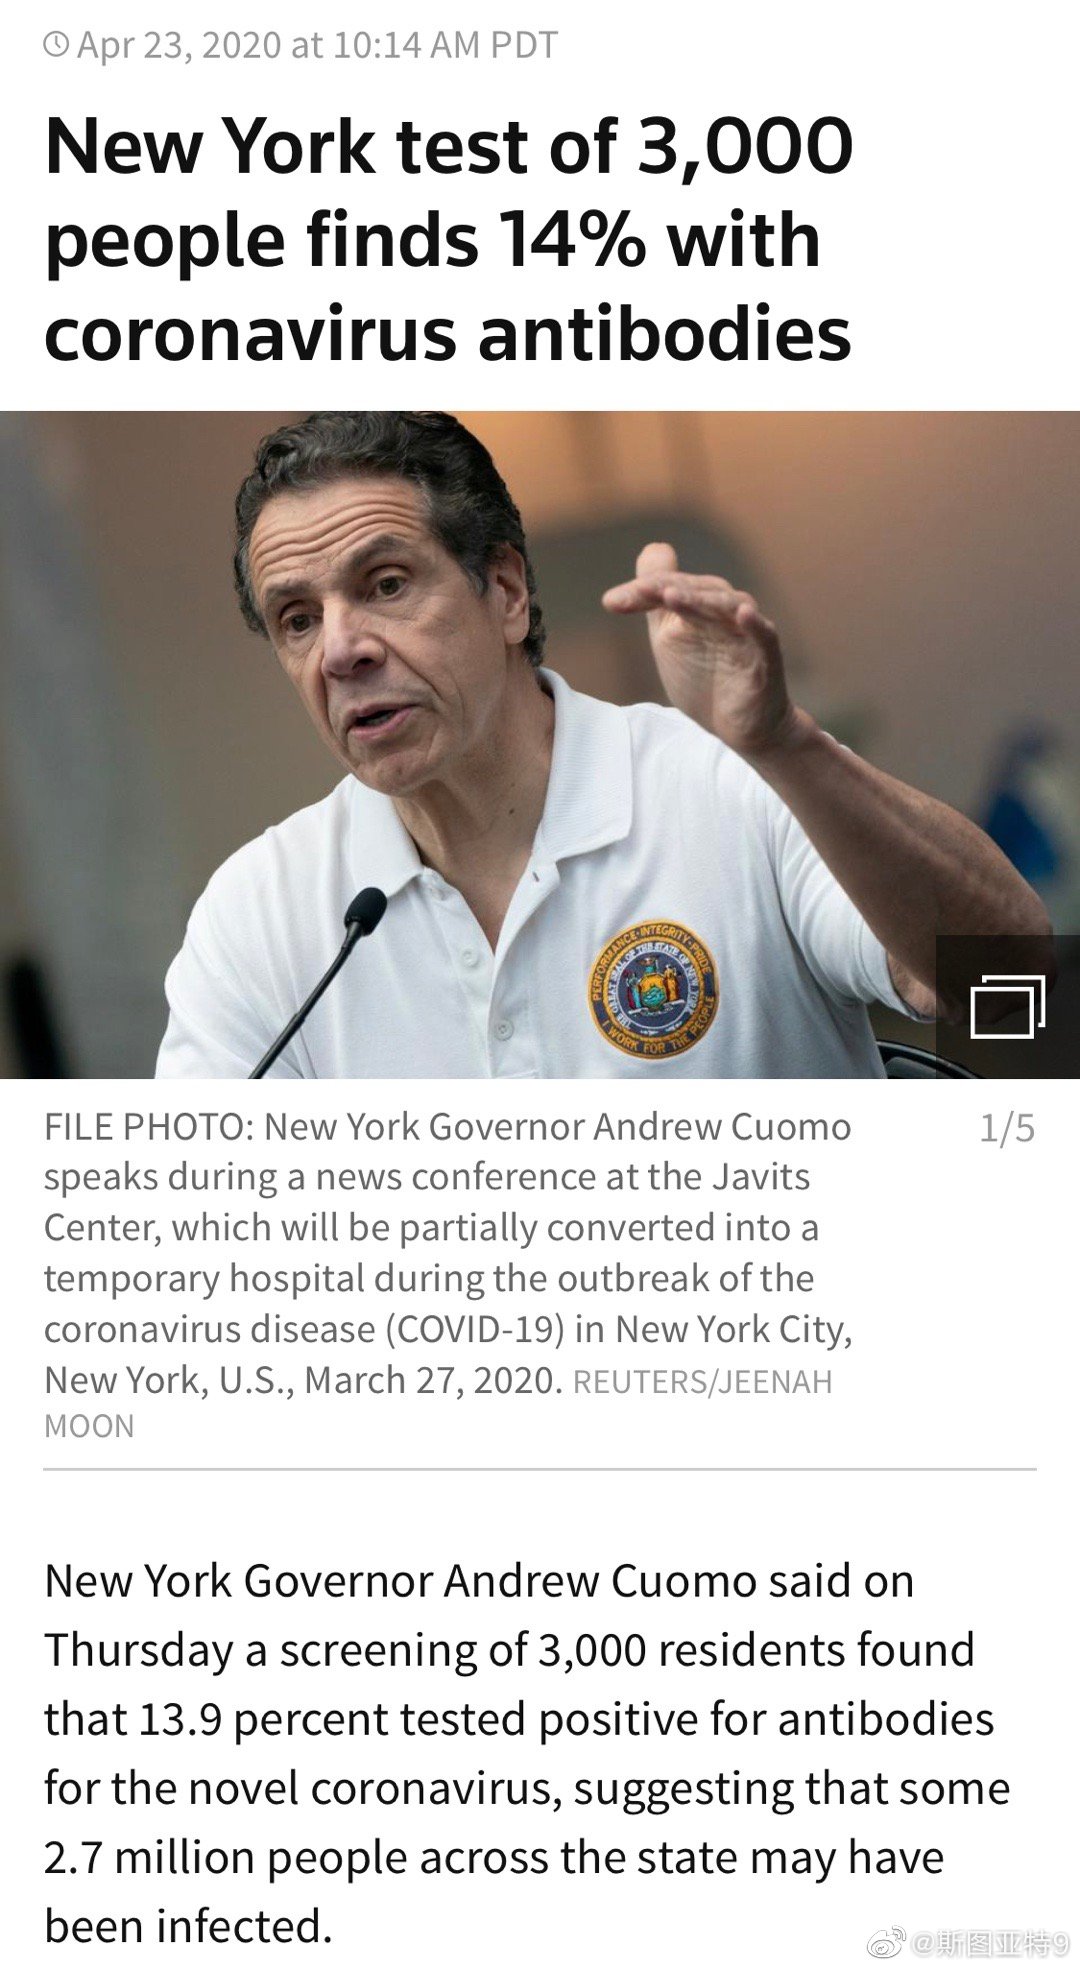 Apr 23, 2020 at 10:14 AM PDT
New York test of 3,000
people finds 14% with
coronavirus antibodies
PERFORMANCE·INTEGRITY·PRIDE
THE GREAT SEAL OF THE STATE OF NEW YORK
I WORK FOR THE PEOPLE
FILE PHOTO: New York Governor Andrew Cuomo
1/5
speaks during a news conference at the Javits
Center, which will be partially converted into a
temporary hospital during the outbreak of the
coronavirus disease (COVID-19) in New York City,
New York, U.S., March 27, 2020. REUTERS/JEENAH
MOON
New York Governor Andrew Cuomo said on
Thursday a screening of 3,000 residents found
that 13.9 percent tested positive for antibodies
for the novel coronavirus, suggesting that some
2.7 million people across the state may have
been infected.
@斯图亚特9